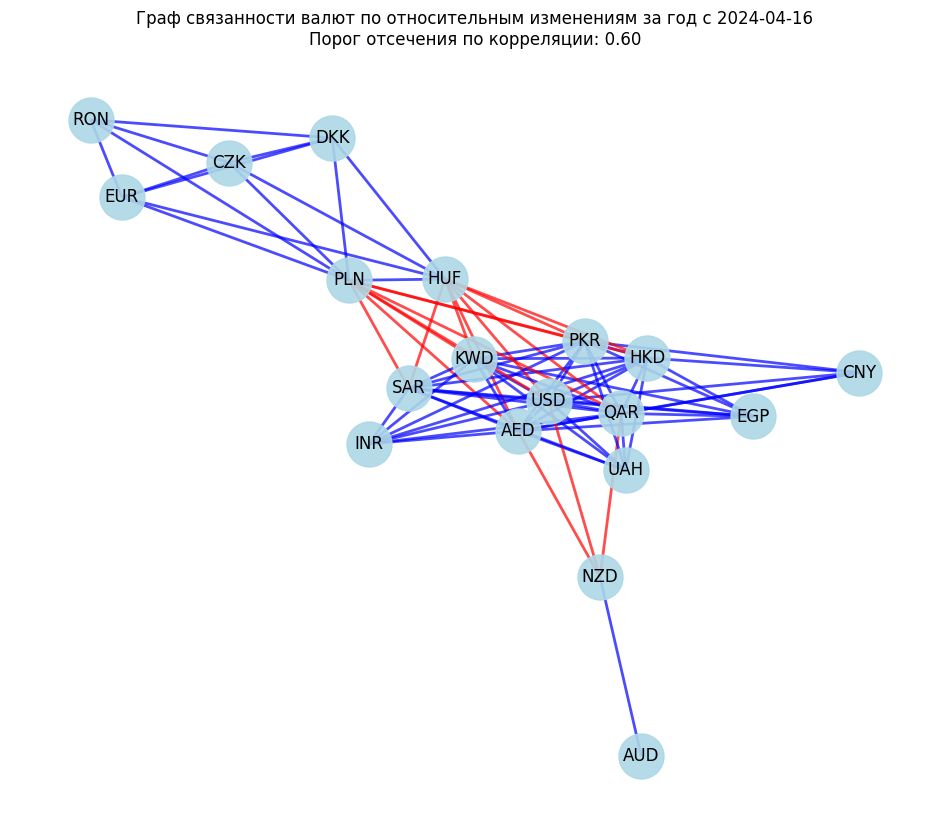 Граф связанности валют по относительным изменениям за год с 2024-04-16
Порог отсечения по корреляции: 0.60
RON
DKK
CZK
EUR
PLN
HUF
PKR
KWD
HKD
CNY
SAR
USD
QAR
EGP
AED
INR
UAH
NZD
AUD